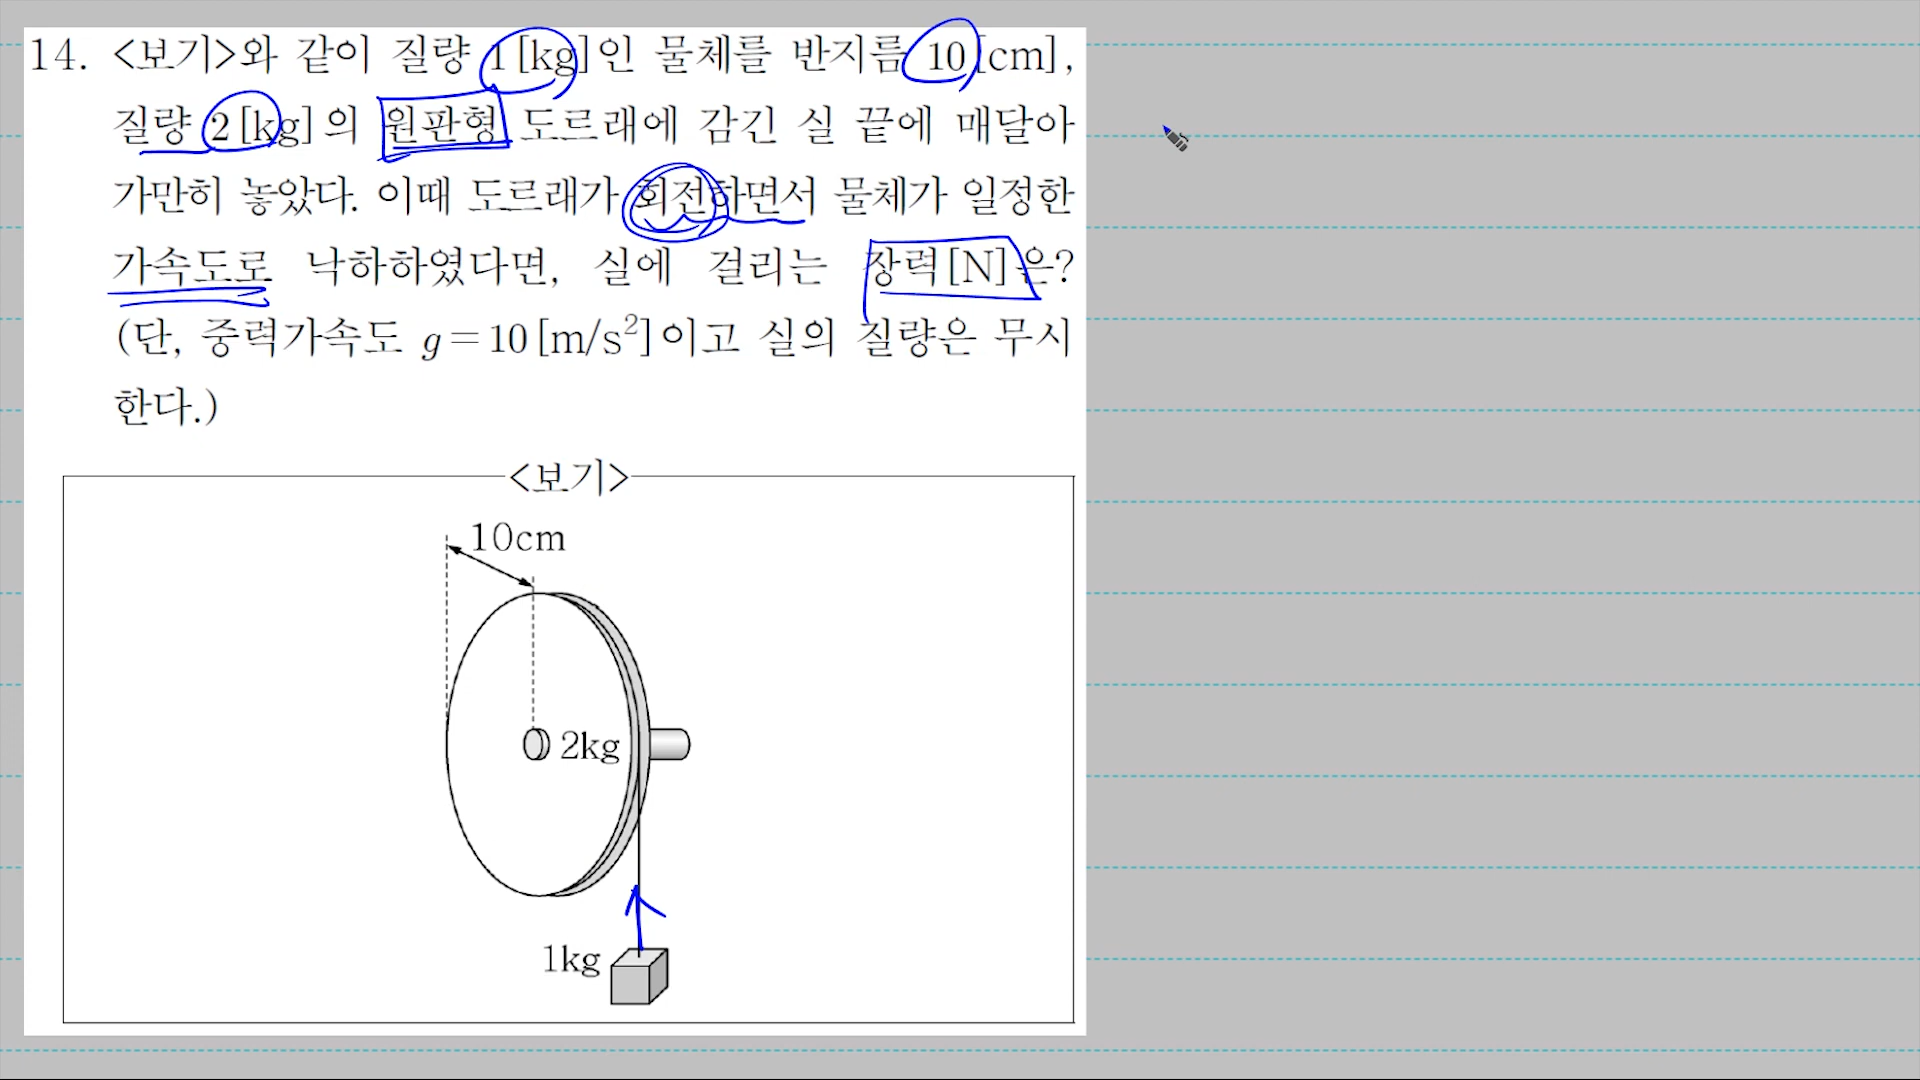 14. <보기>와 같이 질량 1[kg]인 물체를 반지름 10[cm],
질량 2[kg]의 원판형 도르래에 감긴 실 끝에 매달아
가만히 놓았다. 이때 도르래가 회전하면서 물체가 일정한
가속도로 낙하하였다면, 실에 걸리는 장력[N]은?
(단, 중력가속도 g=10[m/s²]이고 실의 질량은 무시
한다.)
<보기>
10cm
2kg
1kg